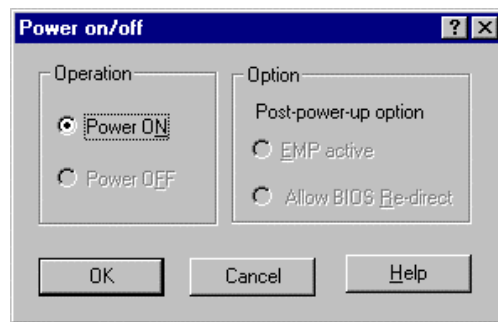 Power on/off
Operation
Power ON
Power OFF
Option
Post-power-up option
EMP active
Allow BIOS Re-direct
OK
Cancel
Help